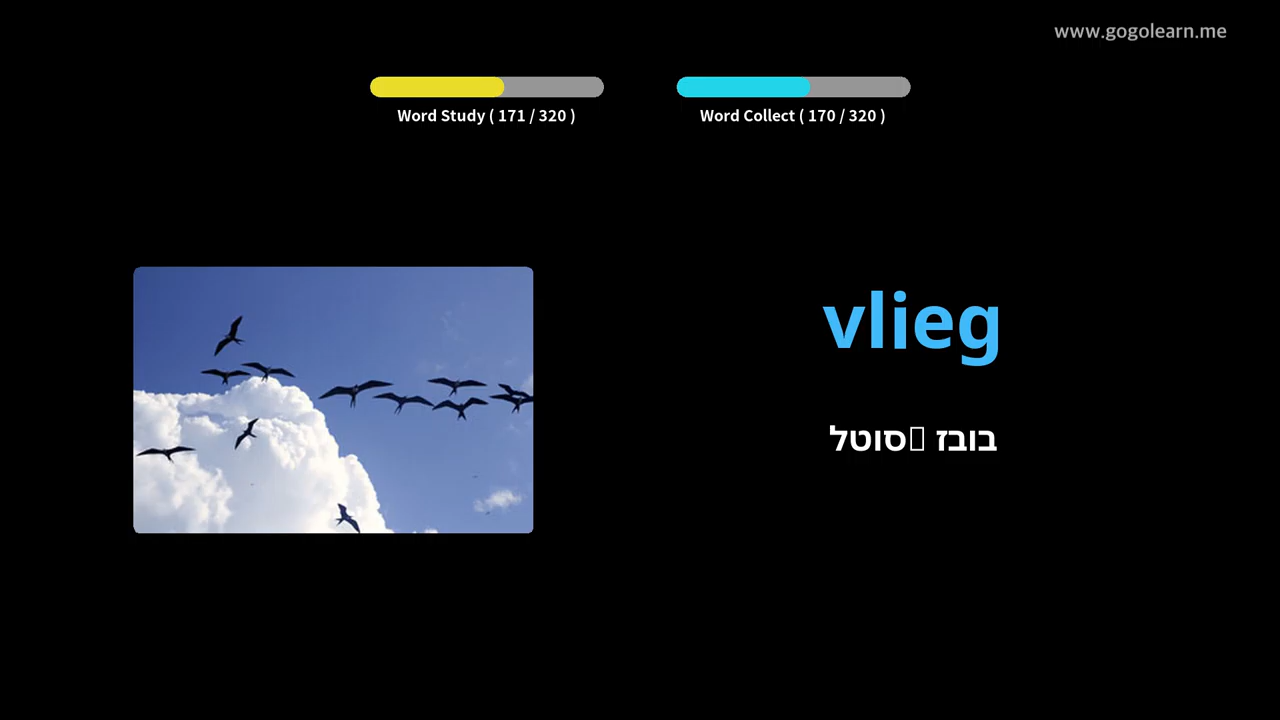 www.gogolearn.me
Word Study ( 171 / 320 )
Word Collect ( 170 / 320 )
vlieg
בובז סוטל